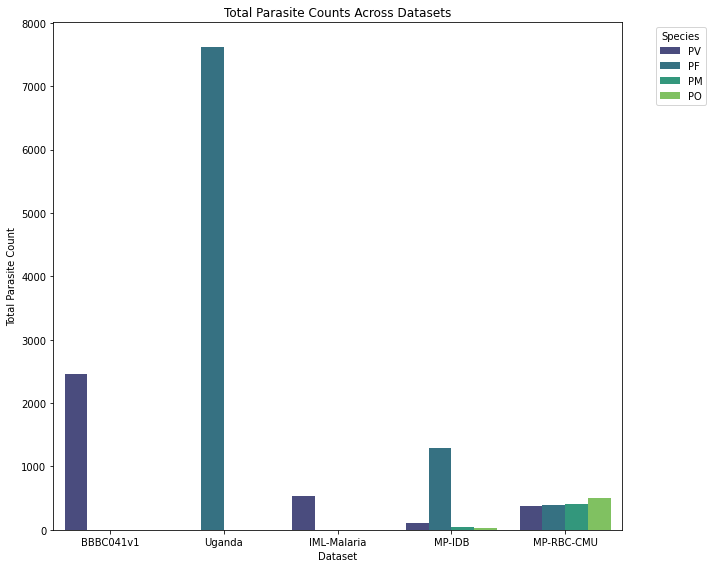 Total Parasite Counts Across Datasets
Species
PV
PF
PM
PO
Total Parasite Count
8000
7000
6000
5000
4000
3000
2000
1000
0
BBBC041v1 Uganda IML-Malaria MP-IDB MP-RBC-CMU
Dataset